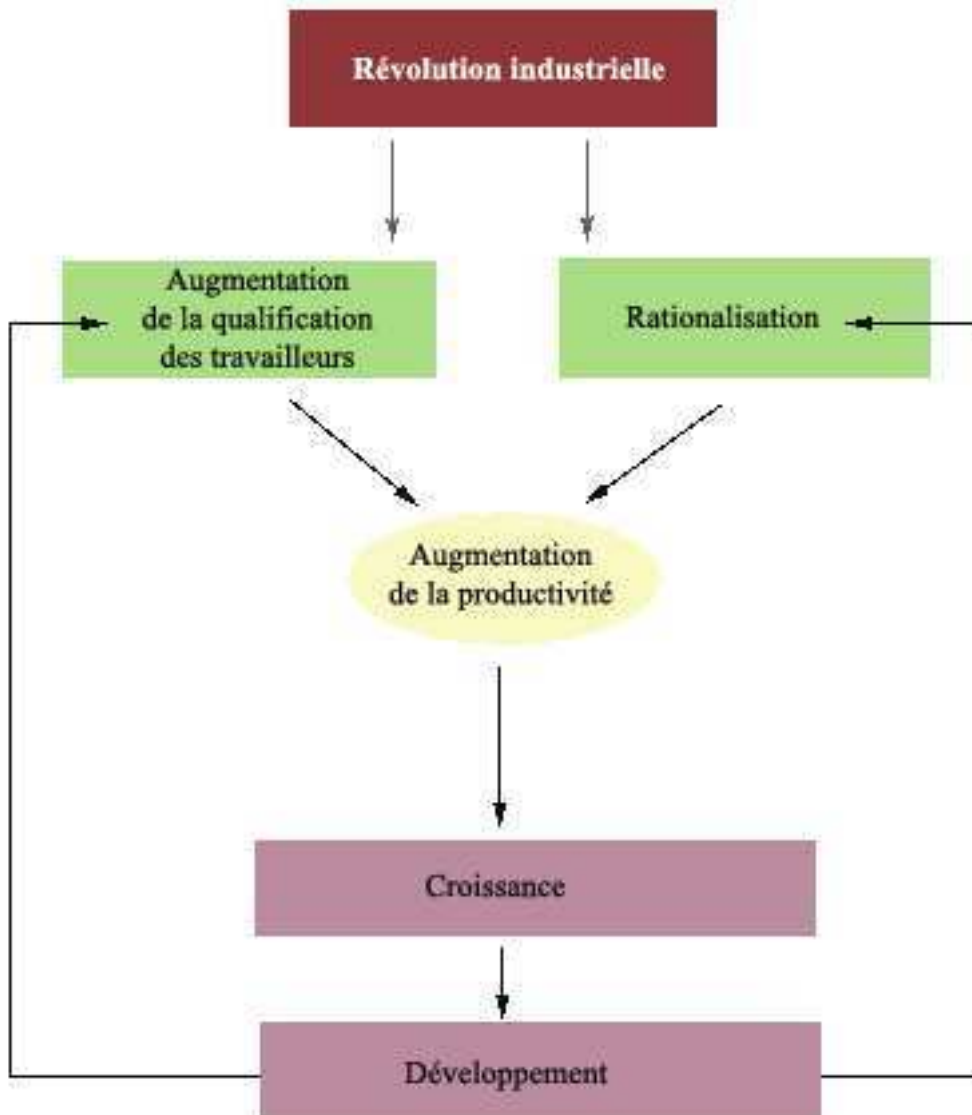 Révolution industrielle
Augmentation
de la qualification
des travailleurs
Rationalisation
Augmentation
de la productivité
Croissance
Développement